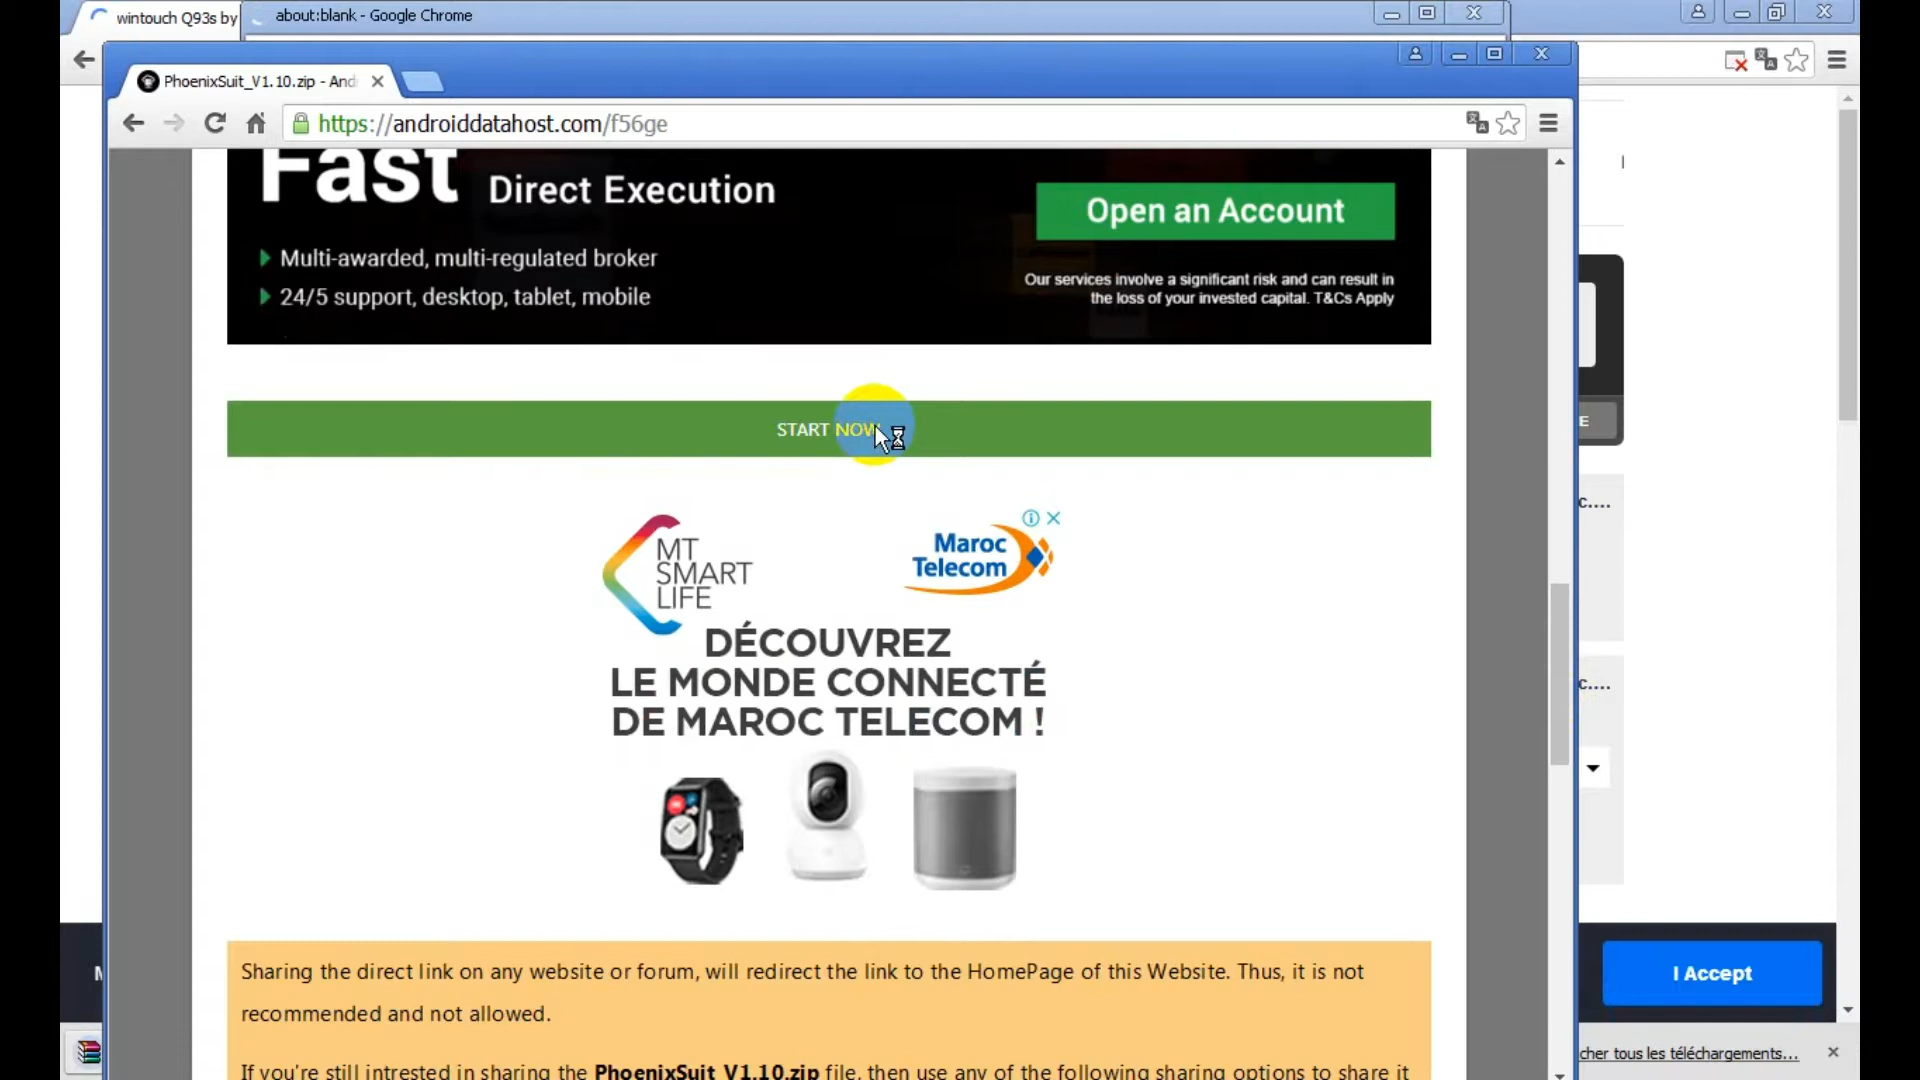 wintouch Q93s by
about:blank - Google Chrome
PhoenixSuit_V1.10.zip - And
https://androiddatahost.com/f56ge
Fast Direct Execution
Open an Account
Multi-awarded, multi-regulated broker
24/5 support, desktop, tablet, mobile
Our services involve a significant risk and can result in
the loss of your invested capital. T&Cs Apply
START NOW
E
MT
SMART
LIFE
Maroc
Telecom
c....
DÉCOUVREZ
LE MONDE CONNECTÉ
DE MAROC TELECOM !
c....
Sharing the direct link on any website or forum, will redirect the link to the HomePage of this Website. Thus, it is not
recommended and not allowed.
I Accept
If you're still intrested in sharing the PhoenixSuit_V1.10.zip file, then use any of the following sharing options to share it
cher tous les téléchargements...